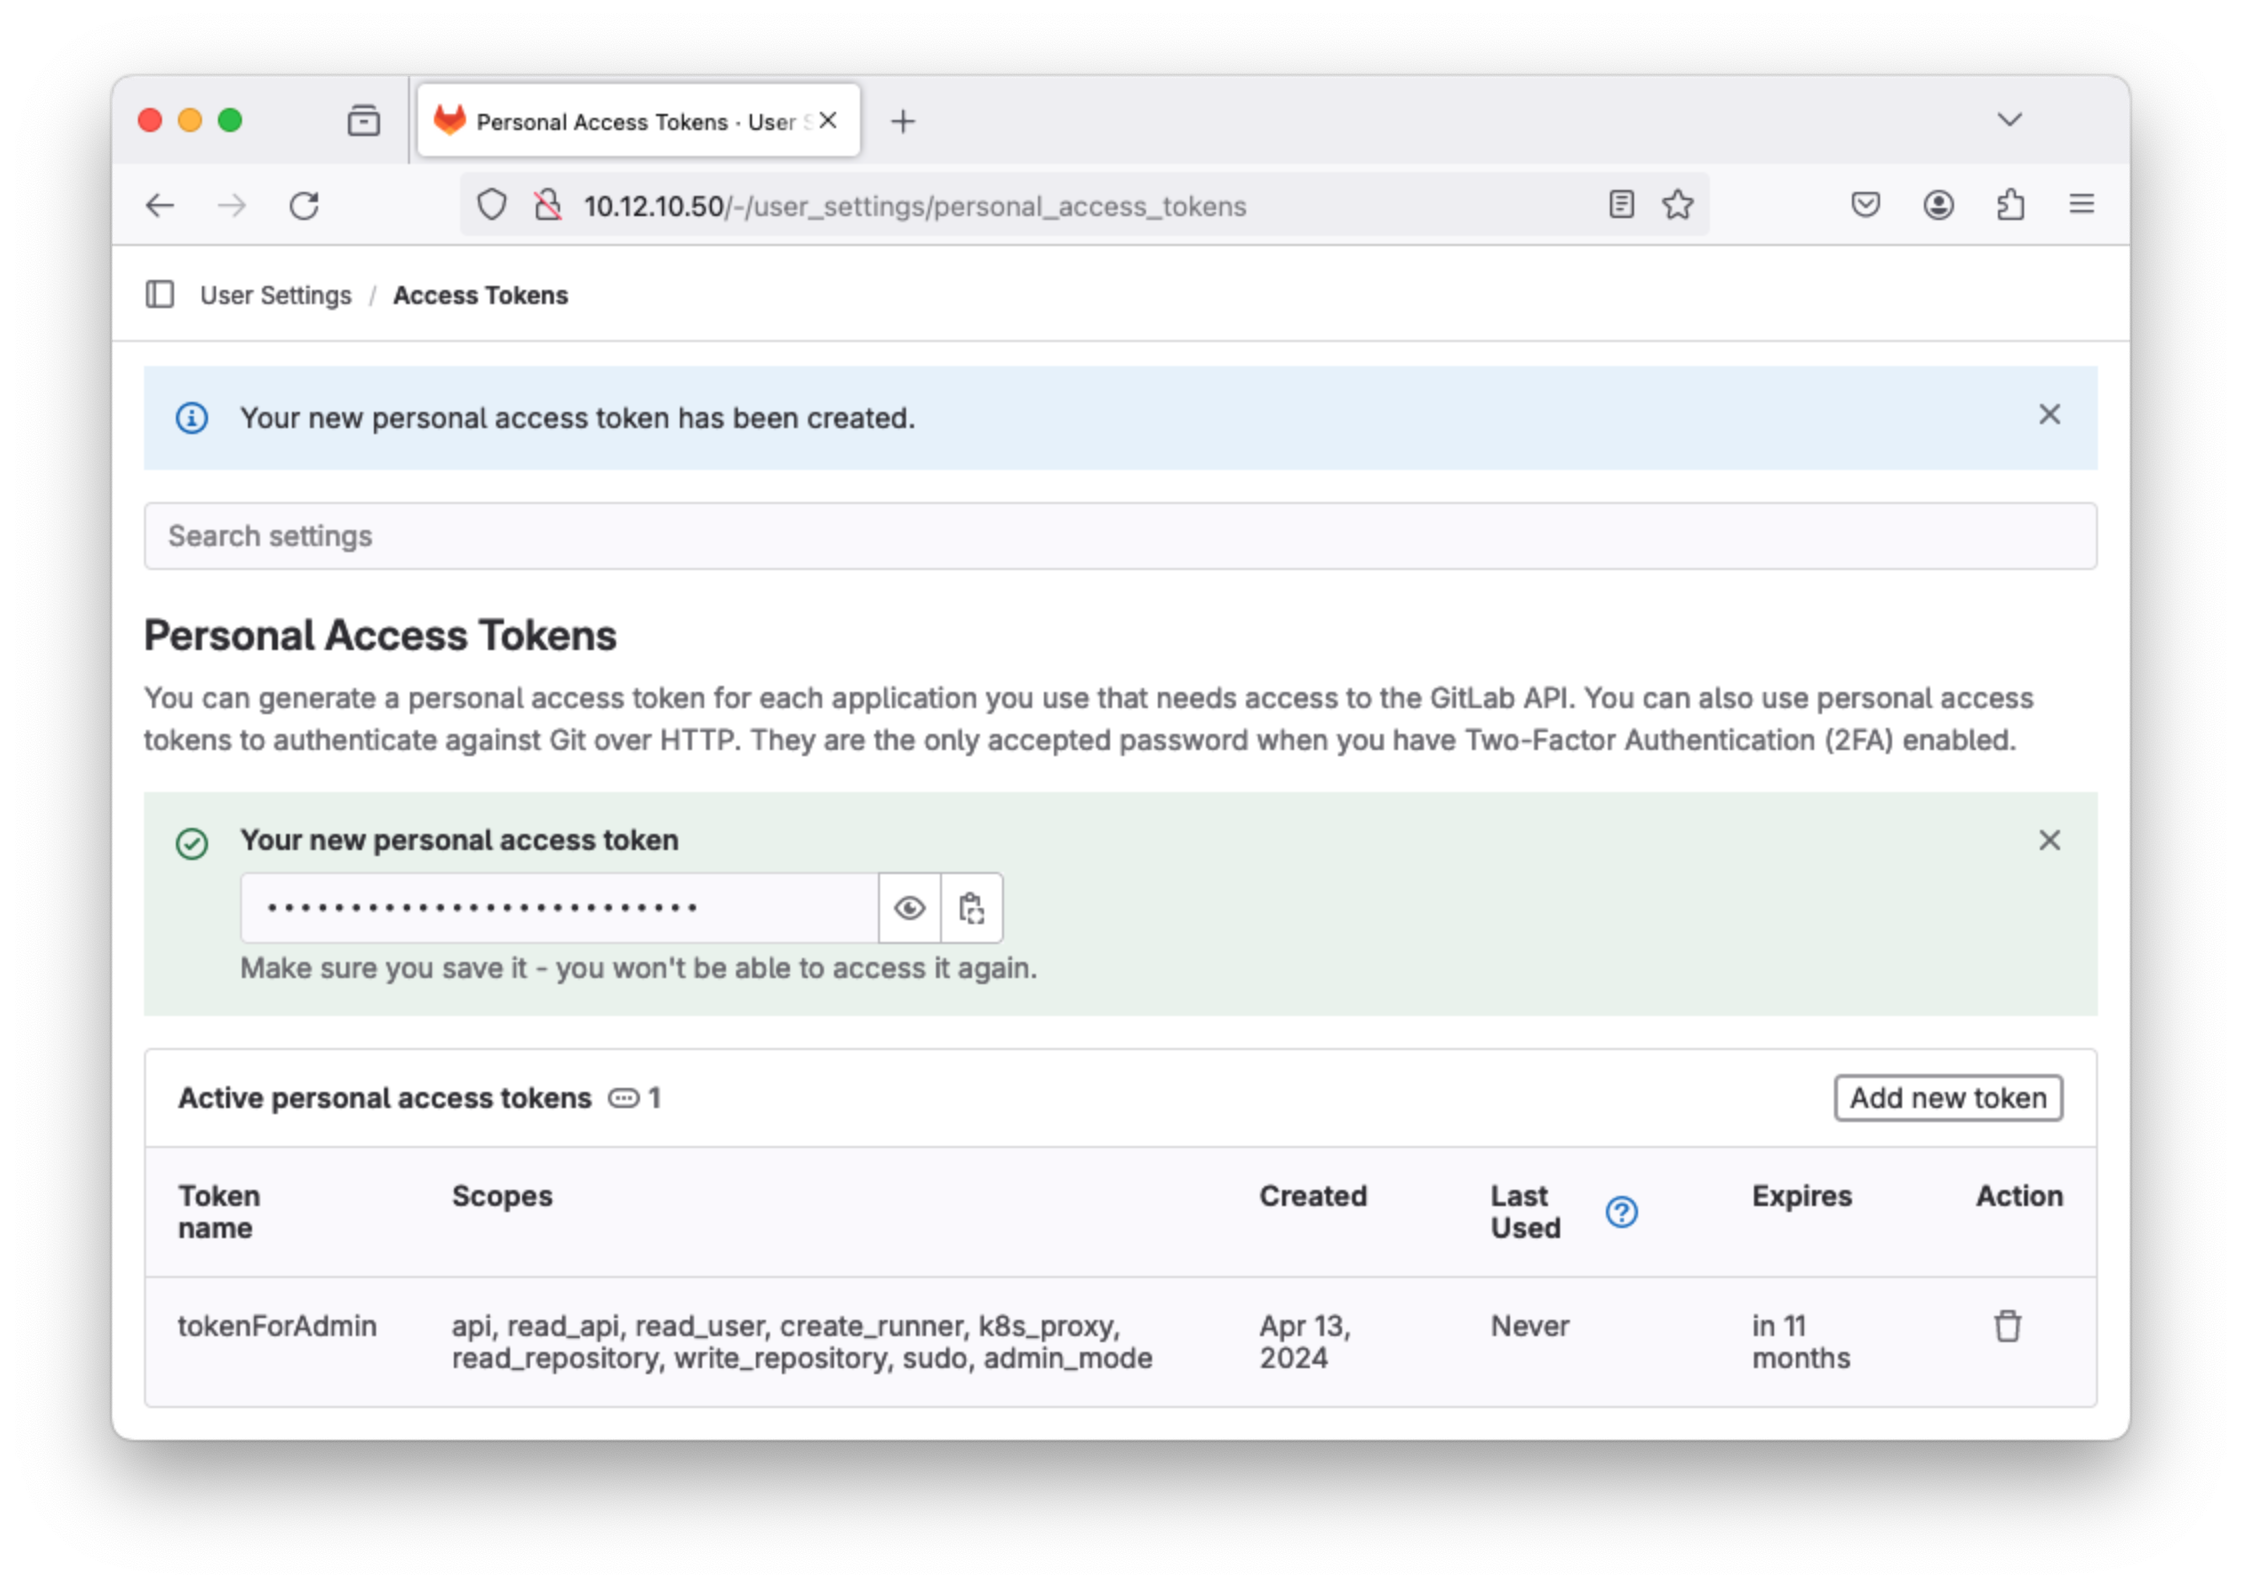 Personal Access Tokens · User S
10.12.10.50/-/user_settings/personal_access_tokens
User Settings / Access Tokens
Your new personal access token has been created.
Search settings
Personal Access Tokens
You can generate a personal access token for each application you use that needs access to the GitLab API. You can also use personal access
tokens to authenticate against Git over HTTP. They are the only accepted password when you have Two-Factor Authentication (2FA) enabled.
Your new personal access token
••••••••••••••••••••••••••
Make sure you save it - you won't be able to access it again.
Active personal access tokens 1
Add new token
Token name
Scopes
Created
Last Used
Expires
Action
tokenForAdmin
api, read_api, read_user, create_runner, k8s_proxy,
read_repository, write_repository, sudo, admin_mode
Apr 13,
2024
Never
in 11
months